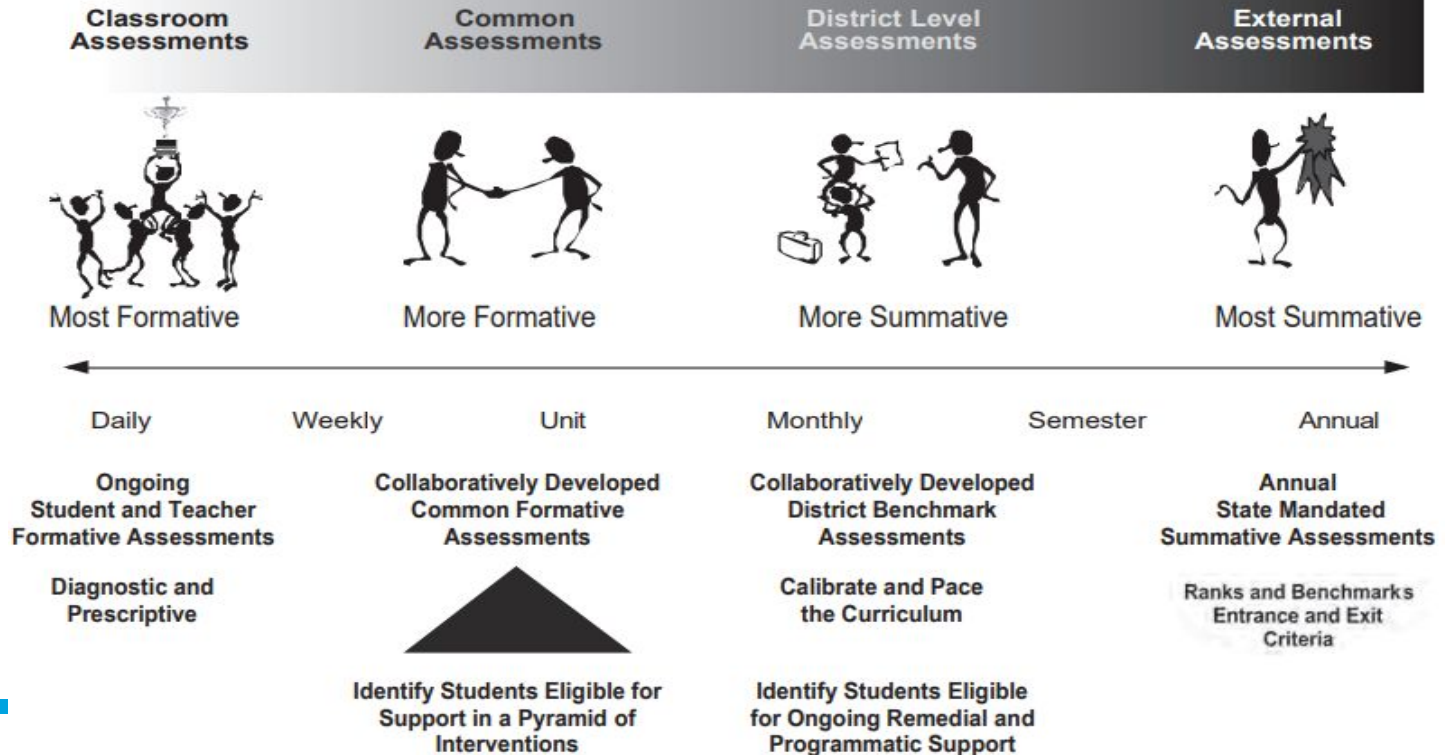 Classroom
Assessments
Common
Assessments
District Level
Assessments
External
Assessments
Most Formative
More Formative
More Summative
Most Summative
Daily
Weekly
Unit
Monthly
Semester
Annual
Ongoing
Student and Teacher
Formative Assessments
Diagnostic and
Prescriptive
Collaboratively Developed
Common Formative
Assessments
Identify Students Eligible for
Support in a Pyramid of
Interventions
Collaboratively Developed
District Benchmark
Assessments
Calibrate and Pace
the Curriculum
Identify Students Eligible
for Ongoing Remedial and
Programmatic Support
Annual
State Mandated
Summative Assessments
Ranks and Benchmarks
Entrance and Exit
Criteria